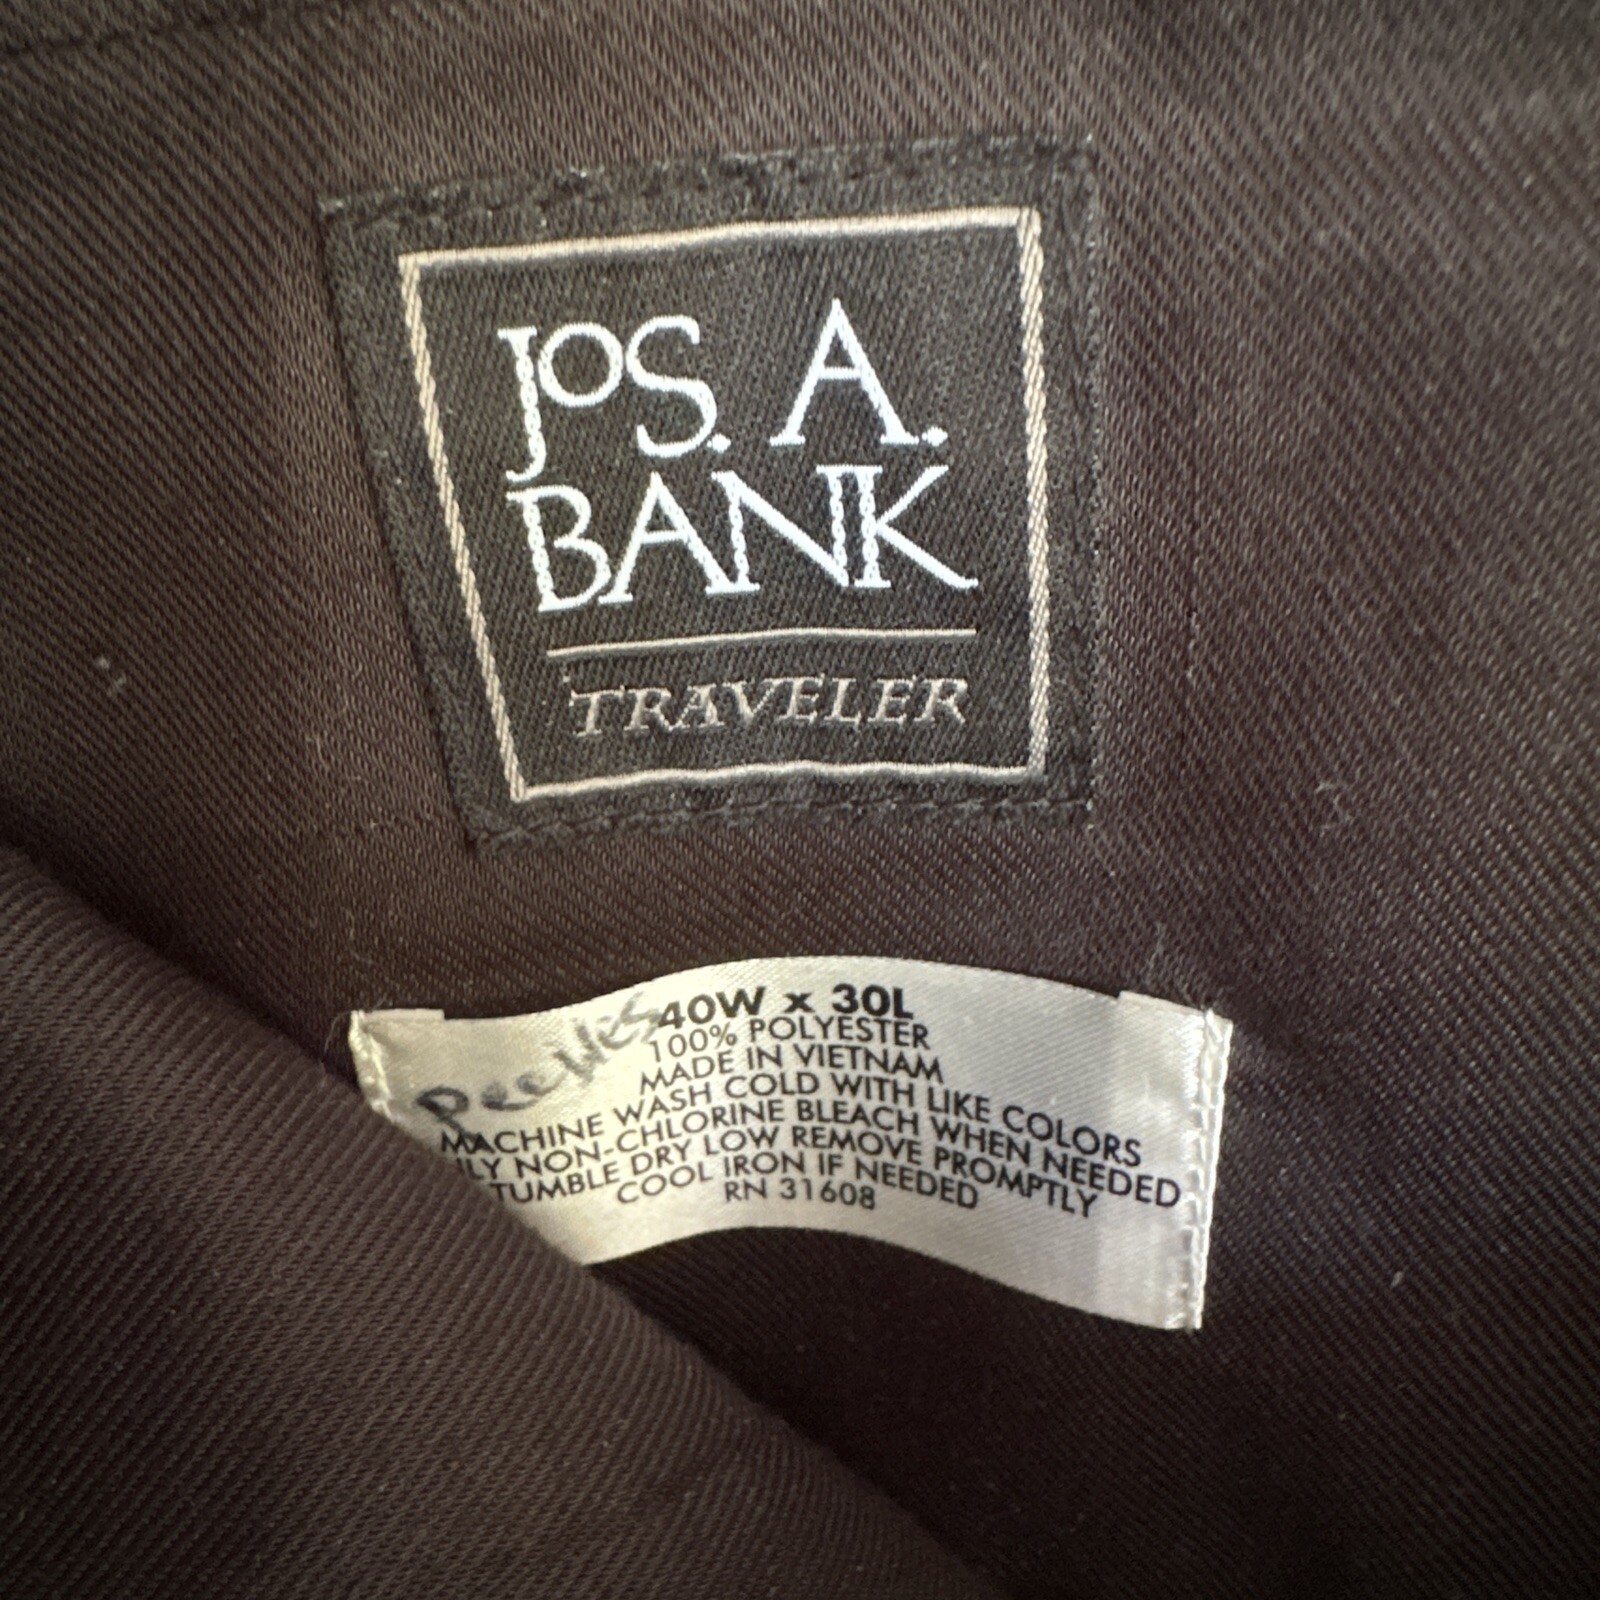 JOS. A.
BANK
TRAVELER
40W x 30L
100% POLYESTER
MADE IN VIETNAM
MACHINE WASH COLD WITH LIKE COLORS
NLY NON-CHLORINE BLEACH WHEN NEEDED
TUMBLE DRY LOW REMOVE PROMPTLY
COOL IRON IF NEEDED
RN 31608